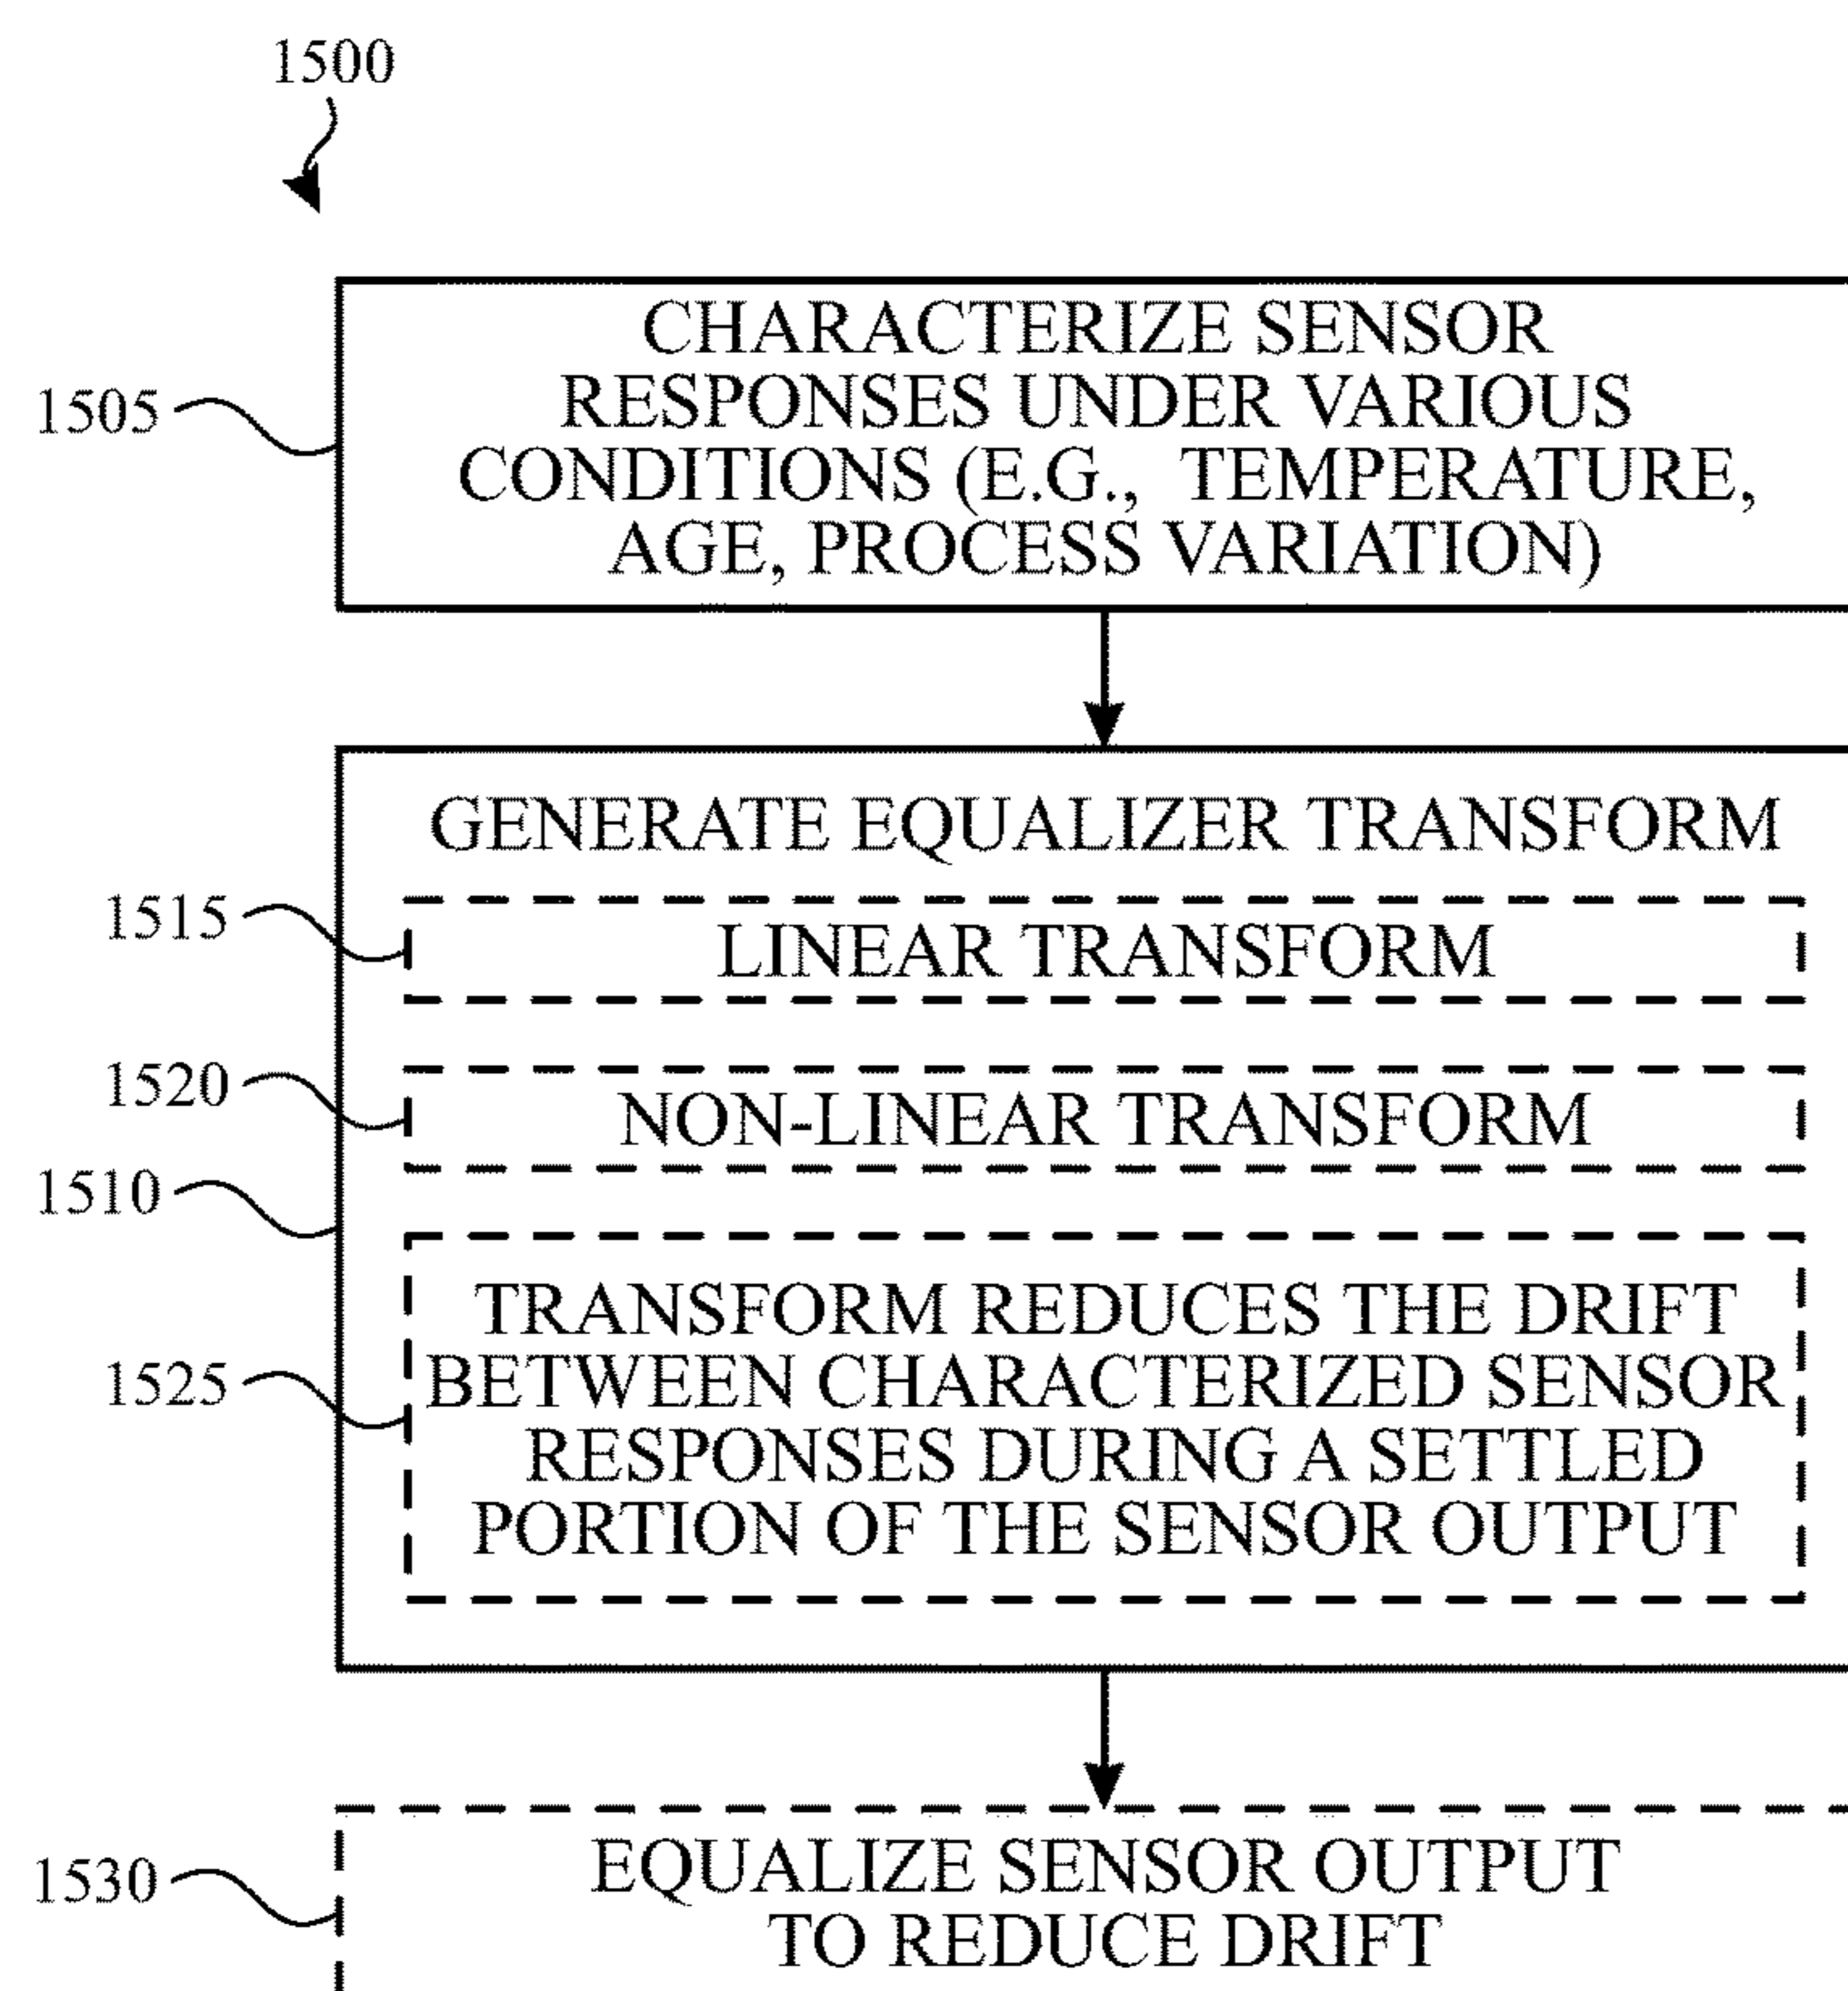 1500
1505
CHARACTERIZE SENSOR
RESPONSES UNDER VARIOUS
CONDITIONS (E.G., TEMPERATURE,
AGE, PROCESS VARIATION)
GENERATE EQUALIZER TRANSFORM
1515
LINEAR TRANSFORM
1520
NON-LINEAR TRANSFORM
1510
1525
TRANSFORM REDUCES THE DRIFT
BETWEEN CHARACTERIZED SENSOR
RESPONSES DURING A SETTLED
PORTION OF THE SENSOR OUTPUT
1530
EQUALIZE SENSOR OUTPUT
TO REDUCE DRIFT